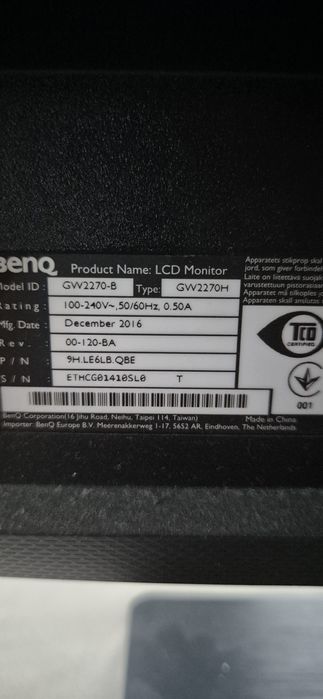 BenQ Product Name: LCD Monitor
Model ID: GW2270-B Type: GW2270H
Rating: 100-240V~,50/60Hz, 0.50A
Mfg. Date: December 2016
Rev. 00-120-BA
P / N 9H.LE6LB.QBE
S / N ETHCG01410SL0 T
BenQ Corporation(16 Jihu Road, Neihu, Taipei 114, Taiwan) Made in China
Importer BenQ Europe B.V. Meerenakkerweg 1-17, 5652 AR, Eindhoven, The Netherlands.
Apparatets stikprop skal
jord, som giver forbindel
Laite on liitettävä suojak
varustettuun pistorasiaan
Apparatet må tilkoples jo
Apparaten skall anslutas
TCO
CERTIFIED
001